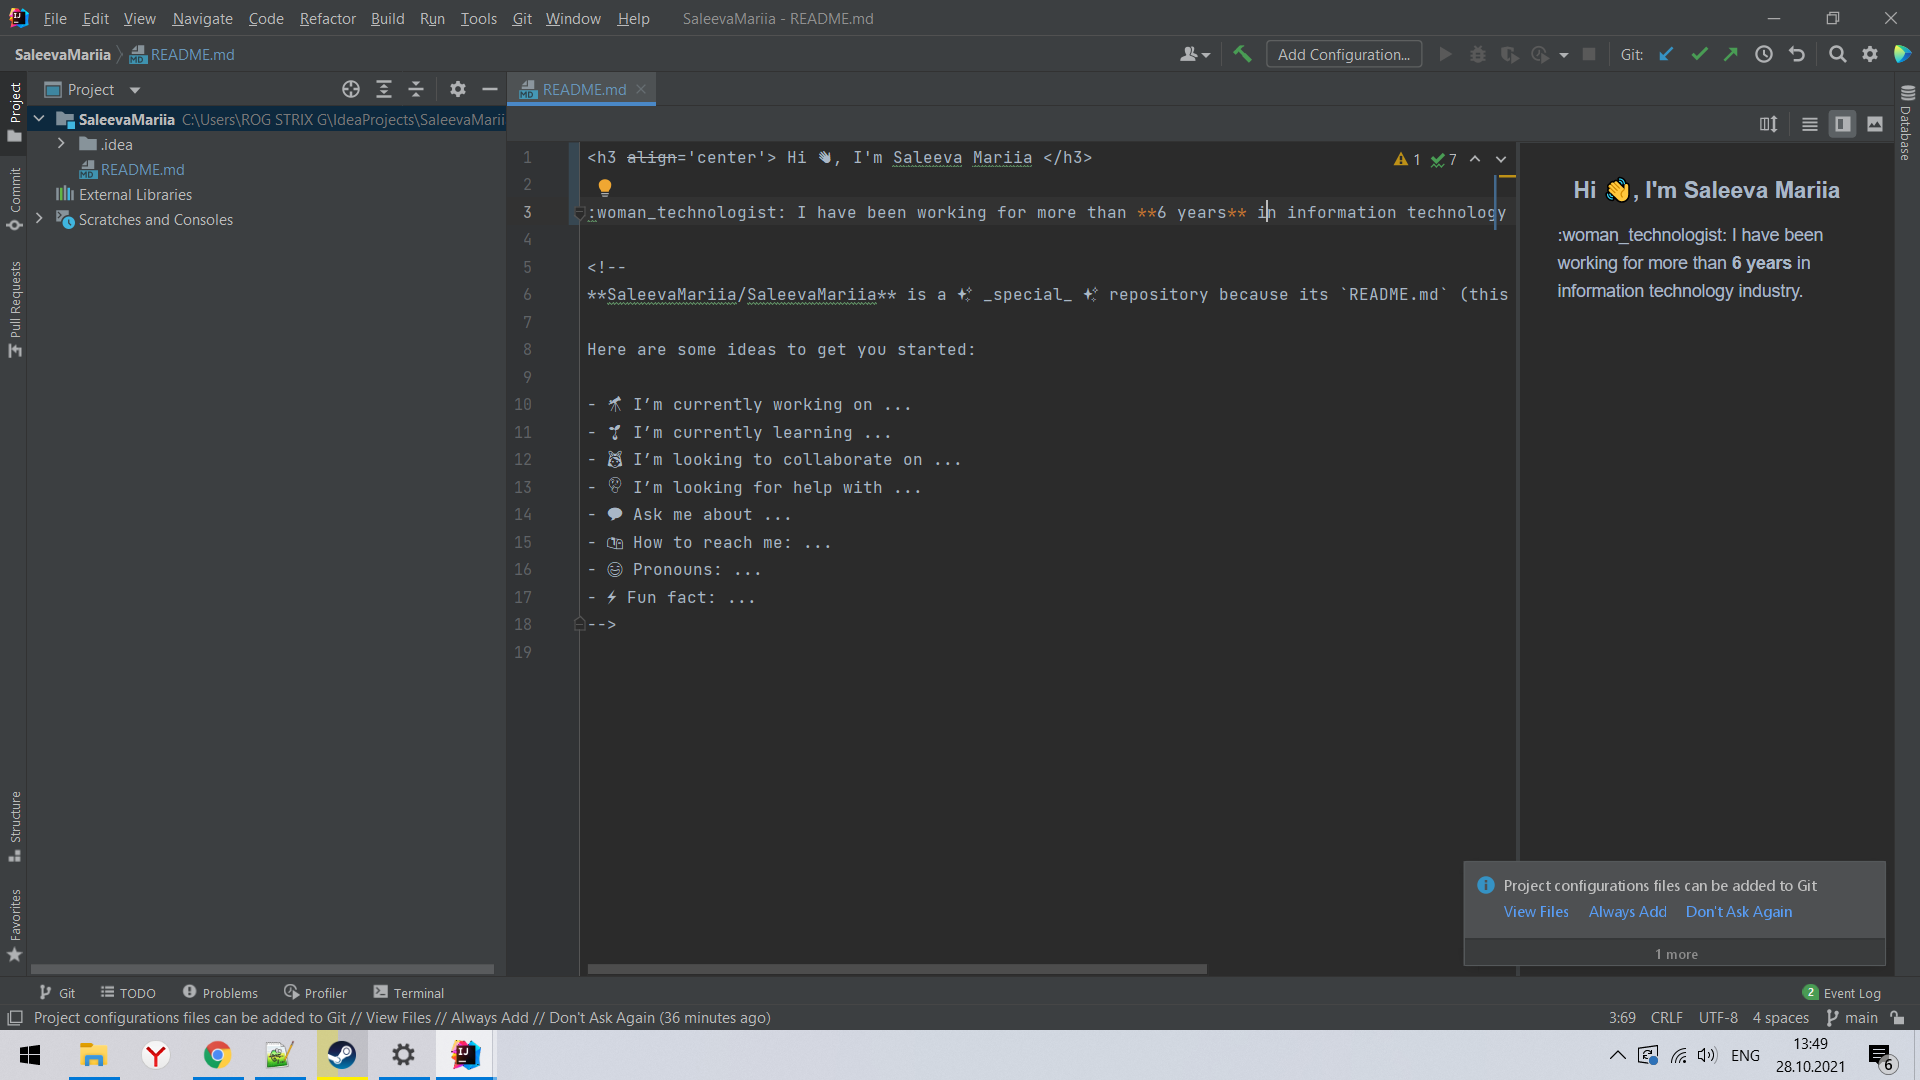 File Edit View Navigate Code Refactor Build Run Tools Git Window Help SaleevaMariia - README.md
SaleevaMariia README.md
Add Configuration... Git:
Project
README.md
SaleevaMariia C:\Users\ROG STRIX G\IdeaProjects\SaleevaMarii
.idea
README.md
External Libraries
Scratches and Consoles
Project
Commit
Pull Requests
Structure
Favorites
Database
1 <h3 align='center'> Hi 👋, I'm Saleeva Mariia </h3>
1 7
2
3 :woman_technologist: I have been working for more than **6 years** in information technology
4
5 <!--
6 **SaleevaMariia/SaleevaMariia** is a ✨ _special_ ✨ repository because its `README.md` (this
7
8 Here are some ideas to get you started:
9
10 - 🔭 I’m currently working on ...
11 - 🌱 I’m currently learning ...
12 - 👯 I’m looking to collaborate on ...
13 - 🤔 I’m looking for help with ...
14 - 💬 Ask me about ...
15 - 📫 How to reach me: ...
16 - 😄 Pronouns: ...
17 - ⚡ Fun fact: ...
18 -->
19
Hi 👋, I'm Saleeva Mariia
:woman_technologist: I have been
working for more than 6 years in
information technology industry.
Project configurations files can be added to Git
View Files Always Add Don't Ask Again
1 more
Git TODO Problems Profiler Terminal
2 Event Log
Project configurations files can be added to Git // View Files // Always Add // Don't Ask Again (36 minutes ago)
3:69 CRLF UTF-8 4 spaces main
ENG
13:49
28.10.2021
6